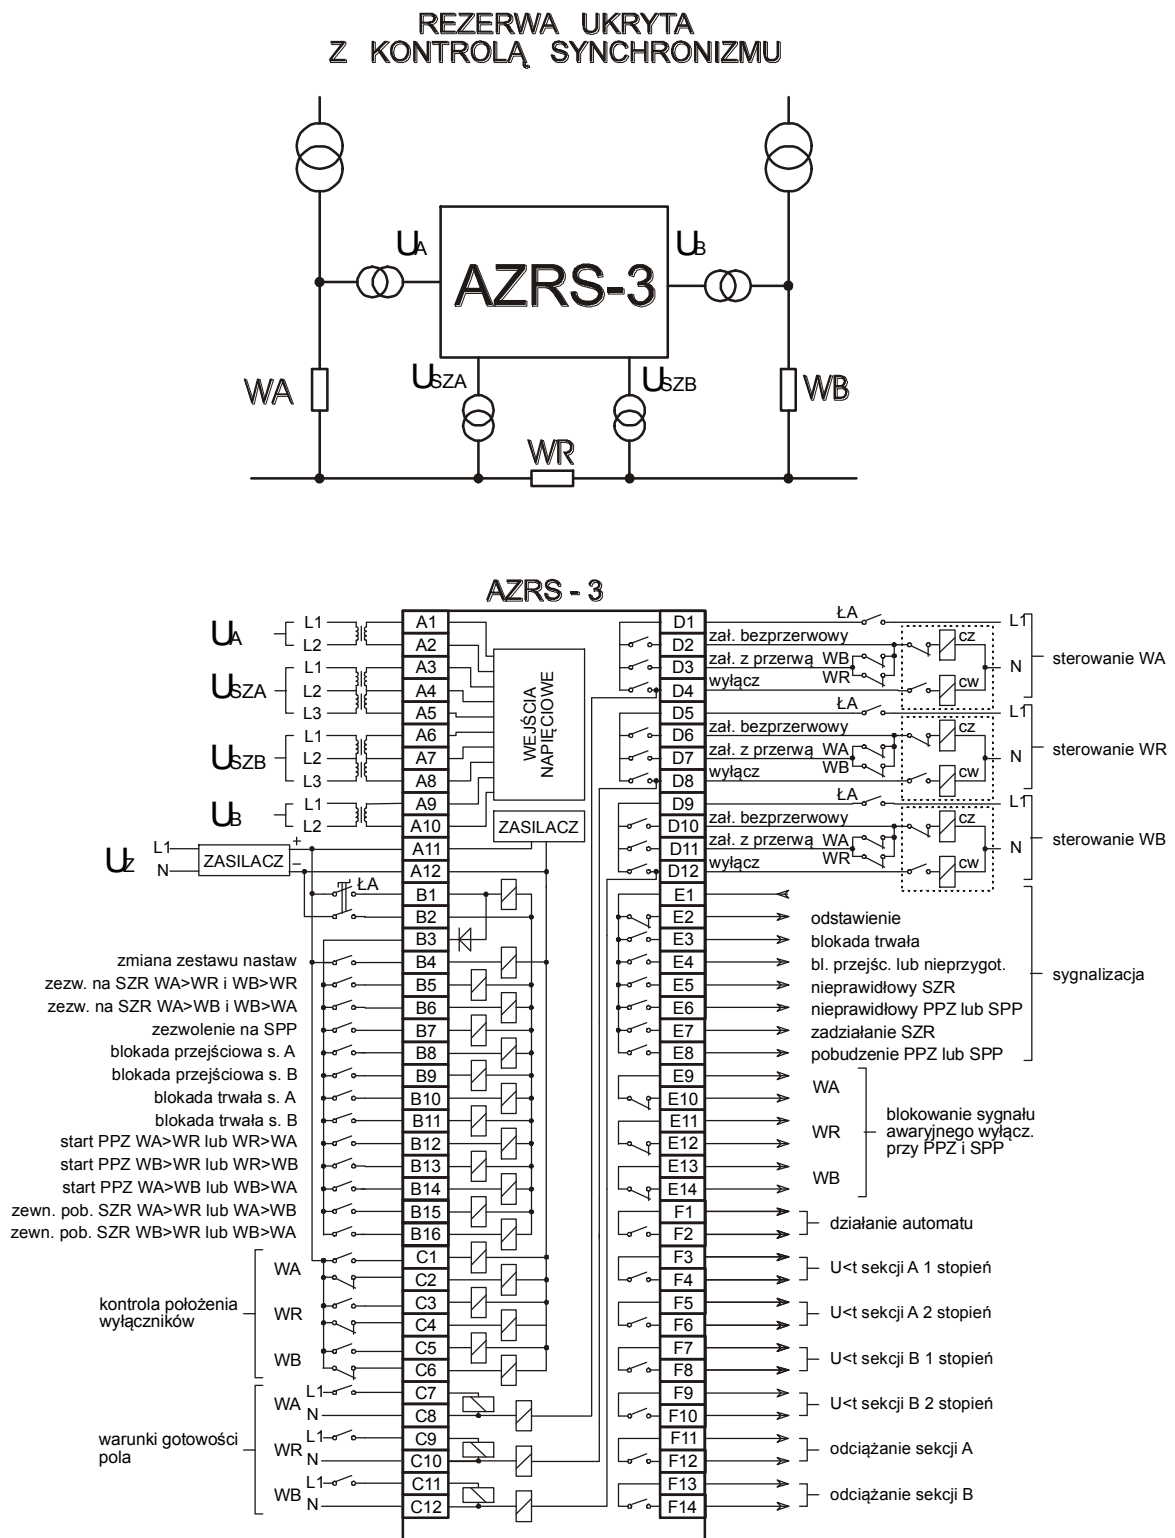 REZERWA UKRYTA
Z KONTROLĄ SYNCHRONIZMU
UA
UB
AZRS-3
USZA
USZB
WA
WB
WR
AZRS - 3
UA
L1
L2
USZA
L1
L2
L3
USZB
L1
L2
L3
UB
L1
L2
UZ
L1
N
ZASILACZ
+
−
ŁA
A1
A2
A3
A4
A5
A6
A7
A8
A9
A10
A11
A12
B1
B2
B3
B4
B5
B6
B7
B8
B9
B10
B11
B12
B13
B14
B15
B16
C1
C2
C3
C4
C5
C6
C7
C8
C9
C10
C11
C12
WEJŚCIA
NAPIĘCIOWE
ZASILACZ
zmiana zestawu nastaw
zezw. na SZR WA>WR i WB>WR
zezw. na SZR WA>WB i WB>WA
zezwolenie na SPP
blokada przejściowa s. A
blokada przejściowa s. B
blokada trwała s. A
blokada trwała s. B
start PPZ WA>WR lub WR>WA
start PPZ WB>WR lub WR>WB
start PPZ WA>WB lub WB>WA
zewn. pob. SZR WA>WR lub WA>WB
zewn. pob. SZR WB>WR lub WB>WA
kontrola położenia
wyłączników
WA
WR
WB
warunki gotowości
pola
WA
L1
N
WR
L1
N
WB
L1
N
D1
D2
D3
D4
D5
D6
D7
D8
D9
D10
D11
D12
E1
E2
E3
E4
E5
E6
E7
E8
E9
E10
E11
E12
E13
E14
F1
F2
F3
F4
F5
F6
F7
F8
F9
F10
F11
F12
F13
F14
ŁA
L1
zał. bezprzerwowy
cz
zał. z przerwą WB
WR
N
wyłącz
cw
sterowanie WA
ŁA
L1
zał. bezprzerwowy
cz
zał. z przerwą WA
WB
N
wyłącz
cw
sterowanie WR
ŁA
L1
zał. bezprzerwowy
cz
zał. z przerwą WA
WR
N
wyłącz
cw
sterowanie WB
odstawienie
blokada trwała
bl. przejśc. lub nieprzygot.
nieprawidłowy SZR
nieprawidłowy PPZ lub SPP
zadziałanie SZR
pobudzenie PPZ lub SPP
sygnalizacja
WA
WR
WB
blokowanie sygnału
awaryjnego wyłącz.
przy PPZ i SPP
działanie automatu
U<t sekcji A 1 stopień
U<t sekcji A 2 stopień
U<t sekcji B 1 stopień
U<t sekcji B 2 stopień
odciążanie sekcji A
odciążanie sekcji B